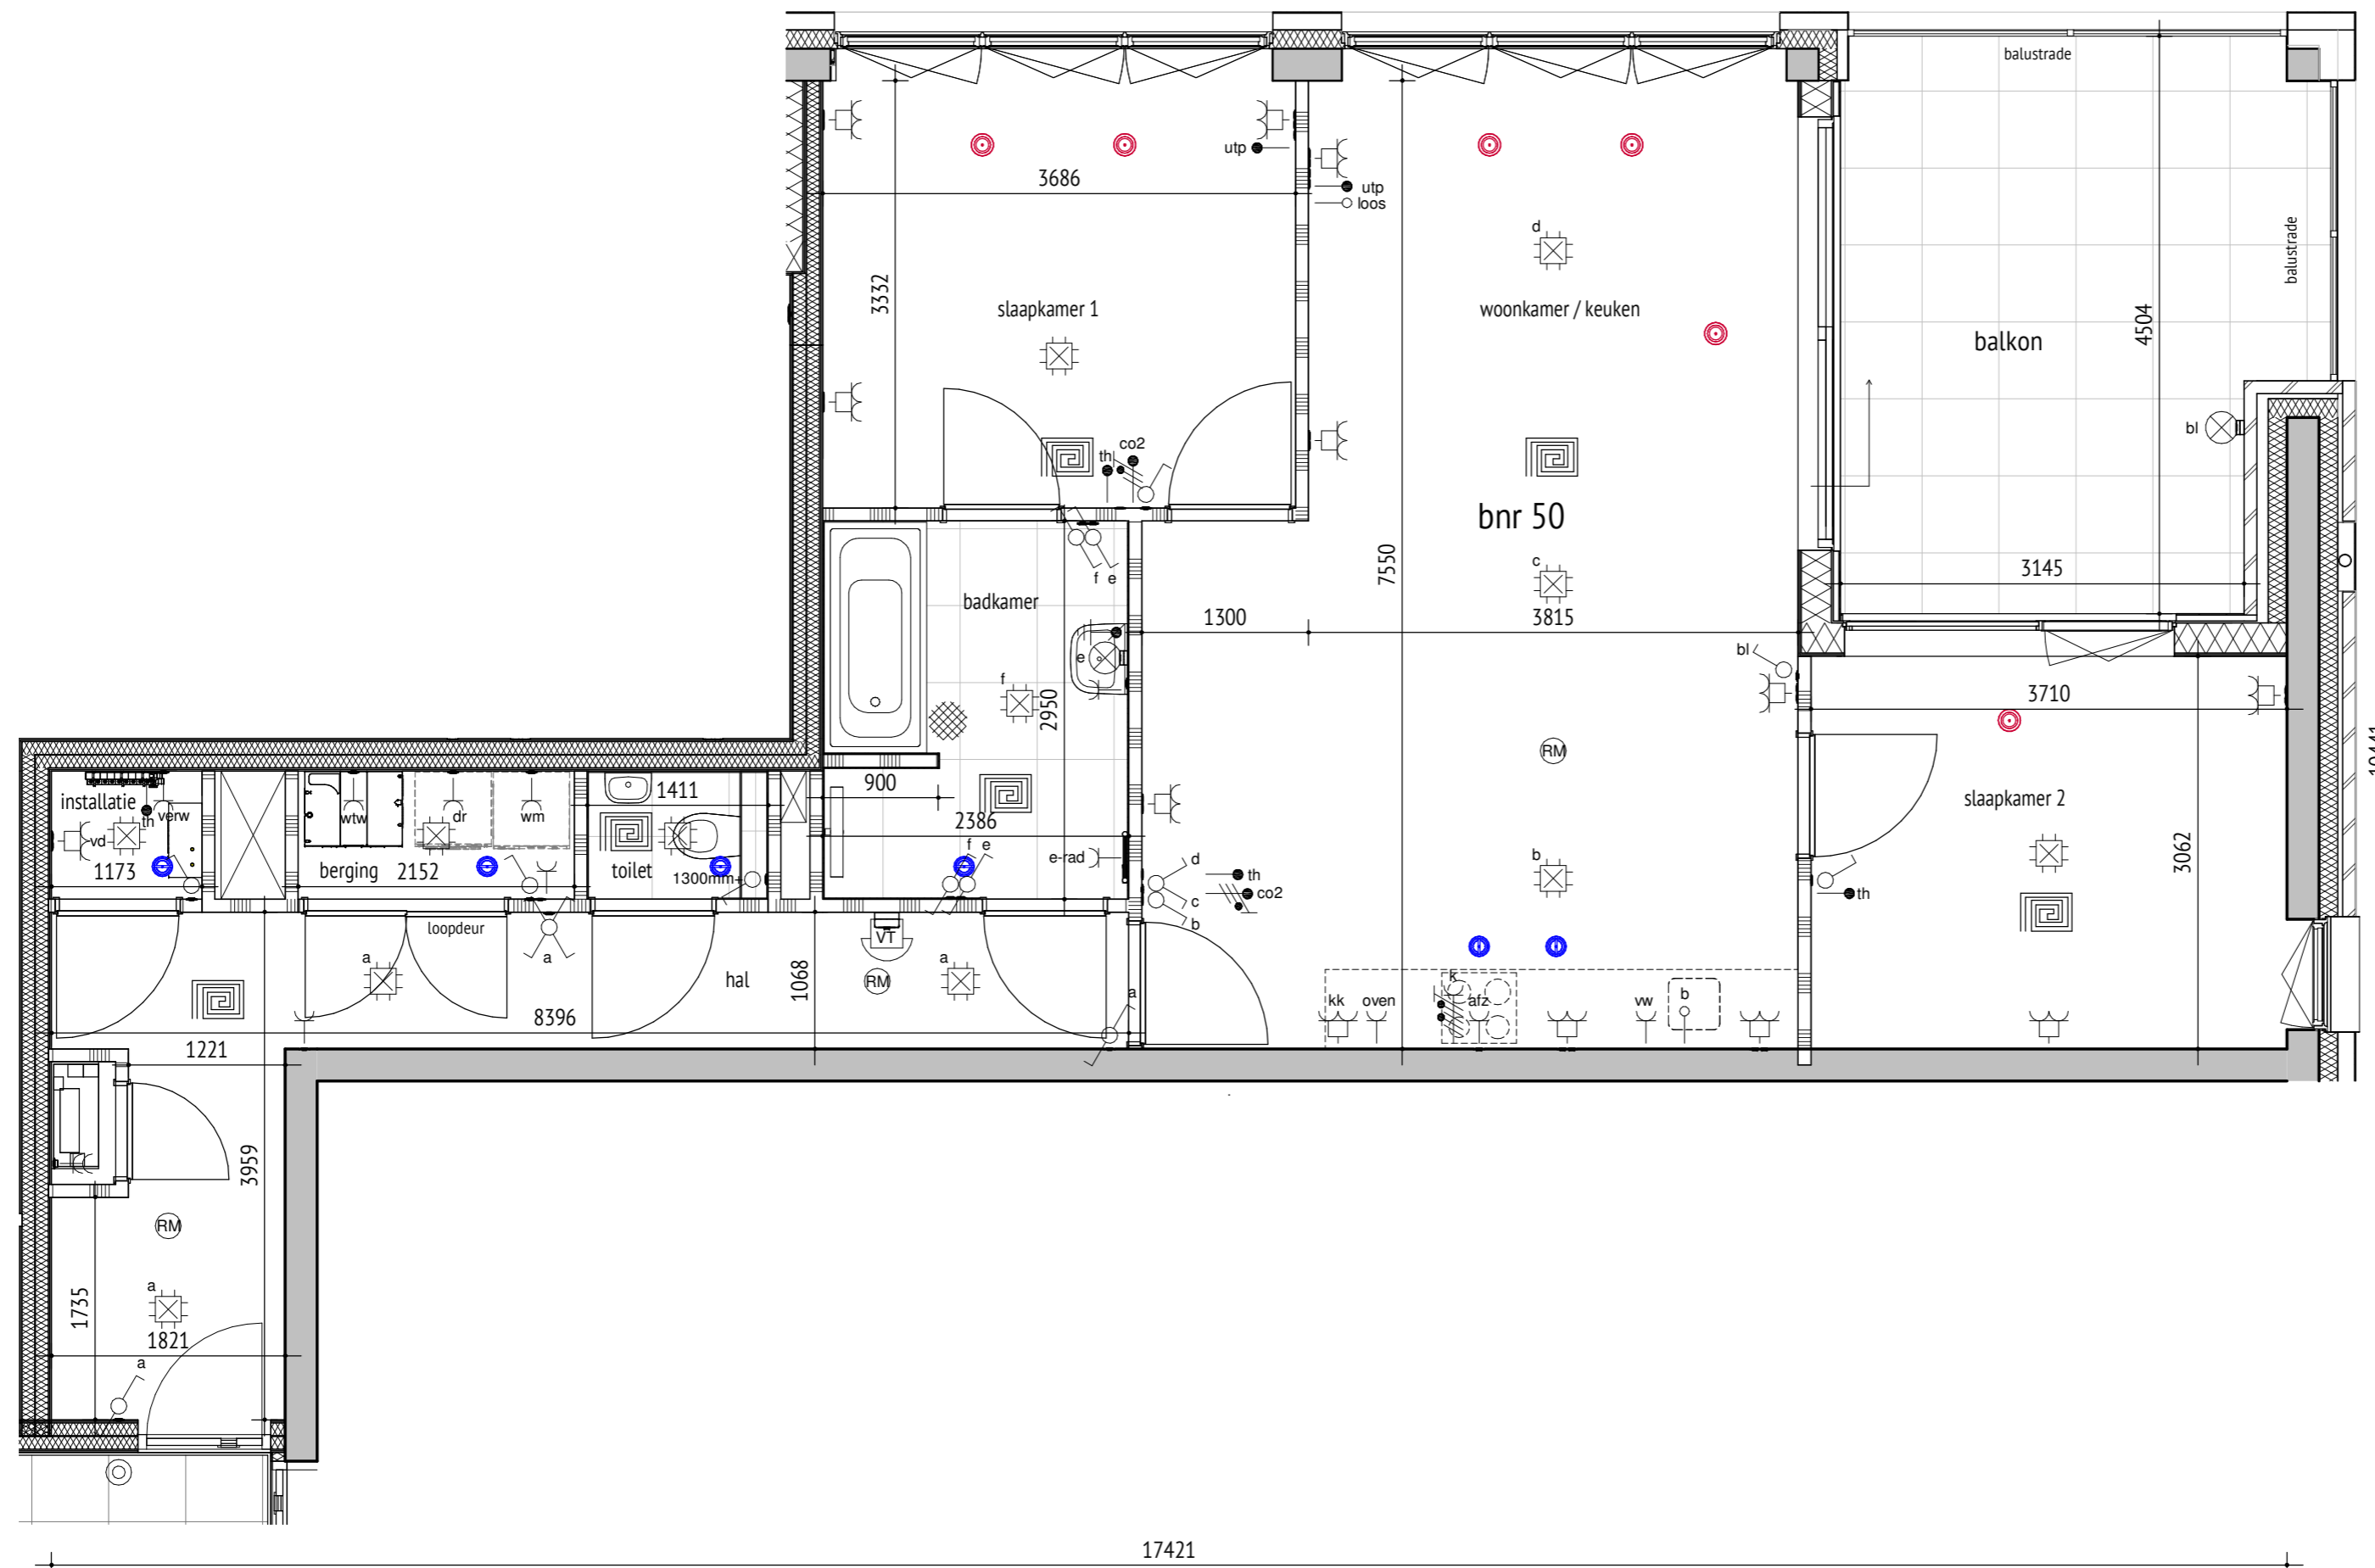 balustrade
utp
3686
utp
loos
d
balustrade
3332
slaapkamer 1
woonkamer / keuken
4504
balkon
bl
co2
th
bnr 50
7550
c
f e
3145
badkamer
1300
3815
bl
e
f
2950
3710
10441
RM
installatie
1411
900
slaapkamer 2
th
verw
wtw
dr
wm
vd
2386
3062
1173
berging
2152
toilet
1300mm+
f e
e-rad
d
th
b
co2
c
b
th
loopdeur
a
VT
a
a
hal
1068
RM
k
kk
oven
afz
vw
b
a
8396
1221
3959
RM
a
1735
1821
a
17421